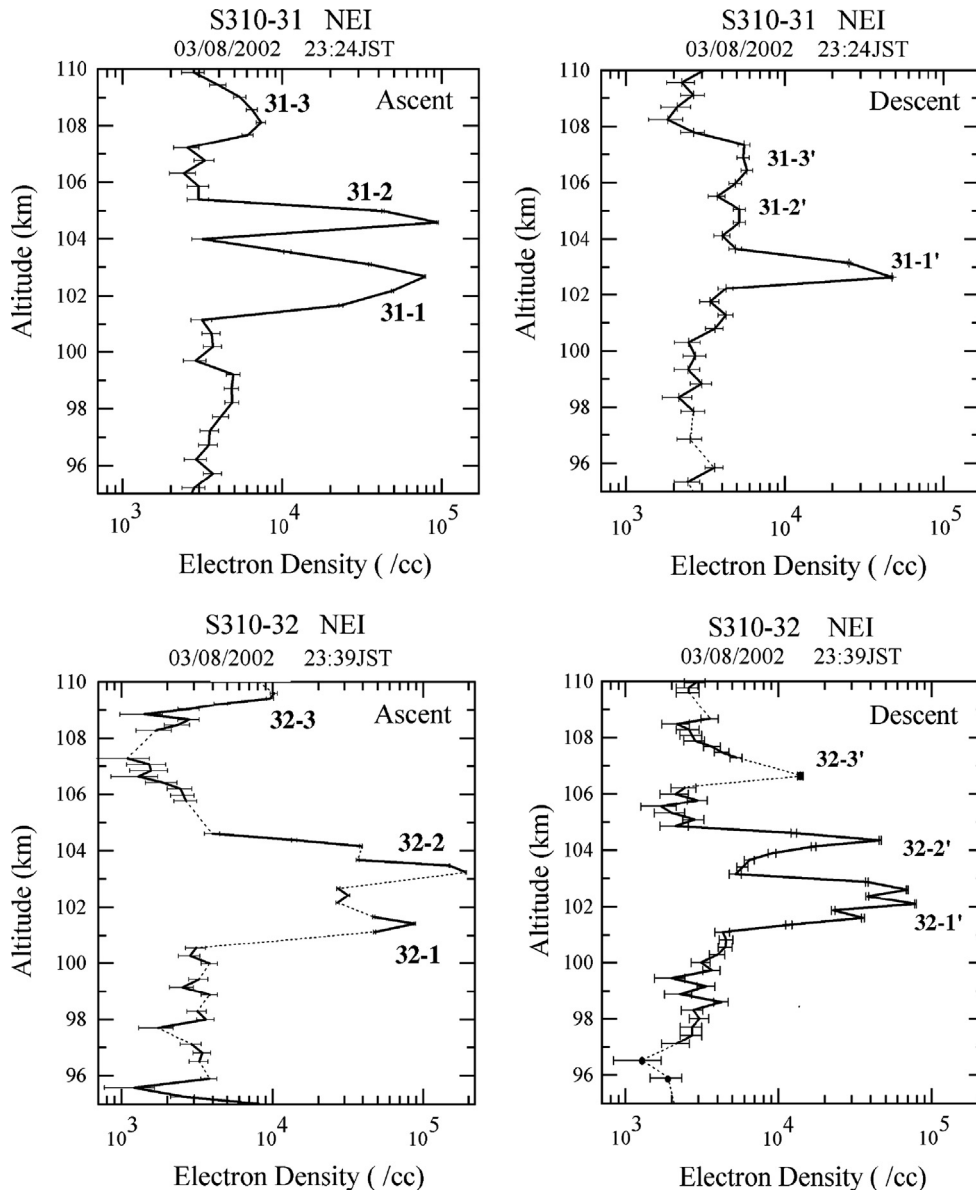 S310-31 NEI
03/08/2002 23:24JST
Ascent
31-3
31-2
31-1
110
108
106
104
102
100
98
96
Altitude (km)
10^3 10^4 10^5
Electron Density ( /cc)
S310-31 NEI
03/08/2002 23:24JST
Descent
31-3'
31-2'
31-1'
110
108
106
104
102
100
98
96
Altitude (km)
10^3 10^4 10^5
Electron Density ( /cc)
S310-32 NEI
03/08/2002 23:39JST
Ascent
32-3
32-2
32-1
110
108
106
104
102
100
98
96
Altitude (km)
10^3 10^4 10^5
Electron Density ( /cc)
S310-32 NEI
03/08/2002 23:39JST
Descent
32-3'
32-2'
32-1'
110
108
106
104
102
100
98
96
Altitude (km)
10^3 10^4 10^5
Electron Density ( /cc)